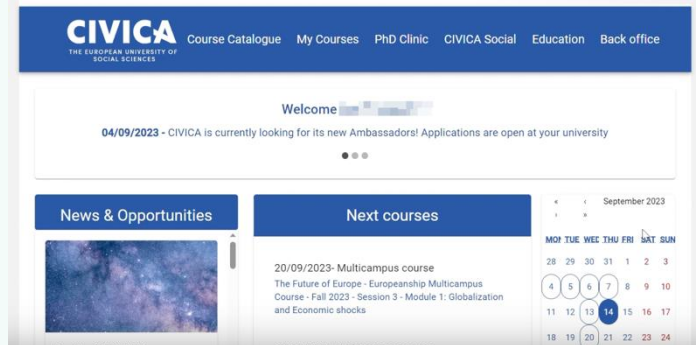 CIVICA
THE EUROPEAN UNIVERSITY OF
SOCIAL SCIENCES
Course Catalogue My Courses PhD Clinic CIVICA Social Education Back office
Welcome
04/09/2023 - CIVICA is currently looking for its new Ambassadors! Applications are open at your university
News & Opportunities
Next courses
20/09/2023- Multicampus course
The Future of Europe - Europeanship Multicampus
Course - Fall 2023 - Session 3 - Module 1: Globalization
and Economic shocks
« ‹ September 2023
› »
MON TUE WED THU FRI SAT SUN
28 29 30 31 1 2 3
4 5 6 7 8 9 10
11 12 13 14 15 16 17
18 19 20 21 22 23 24